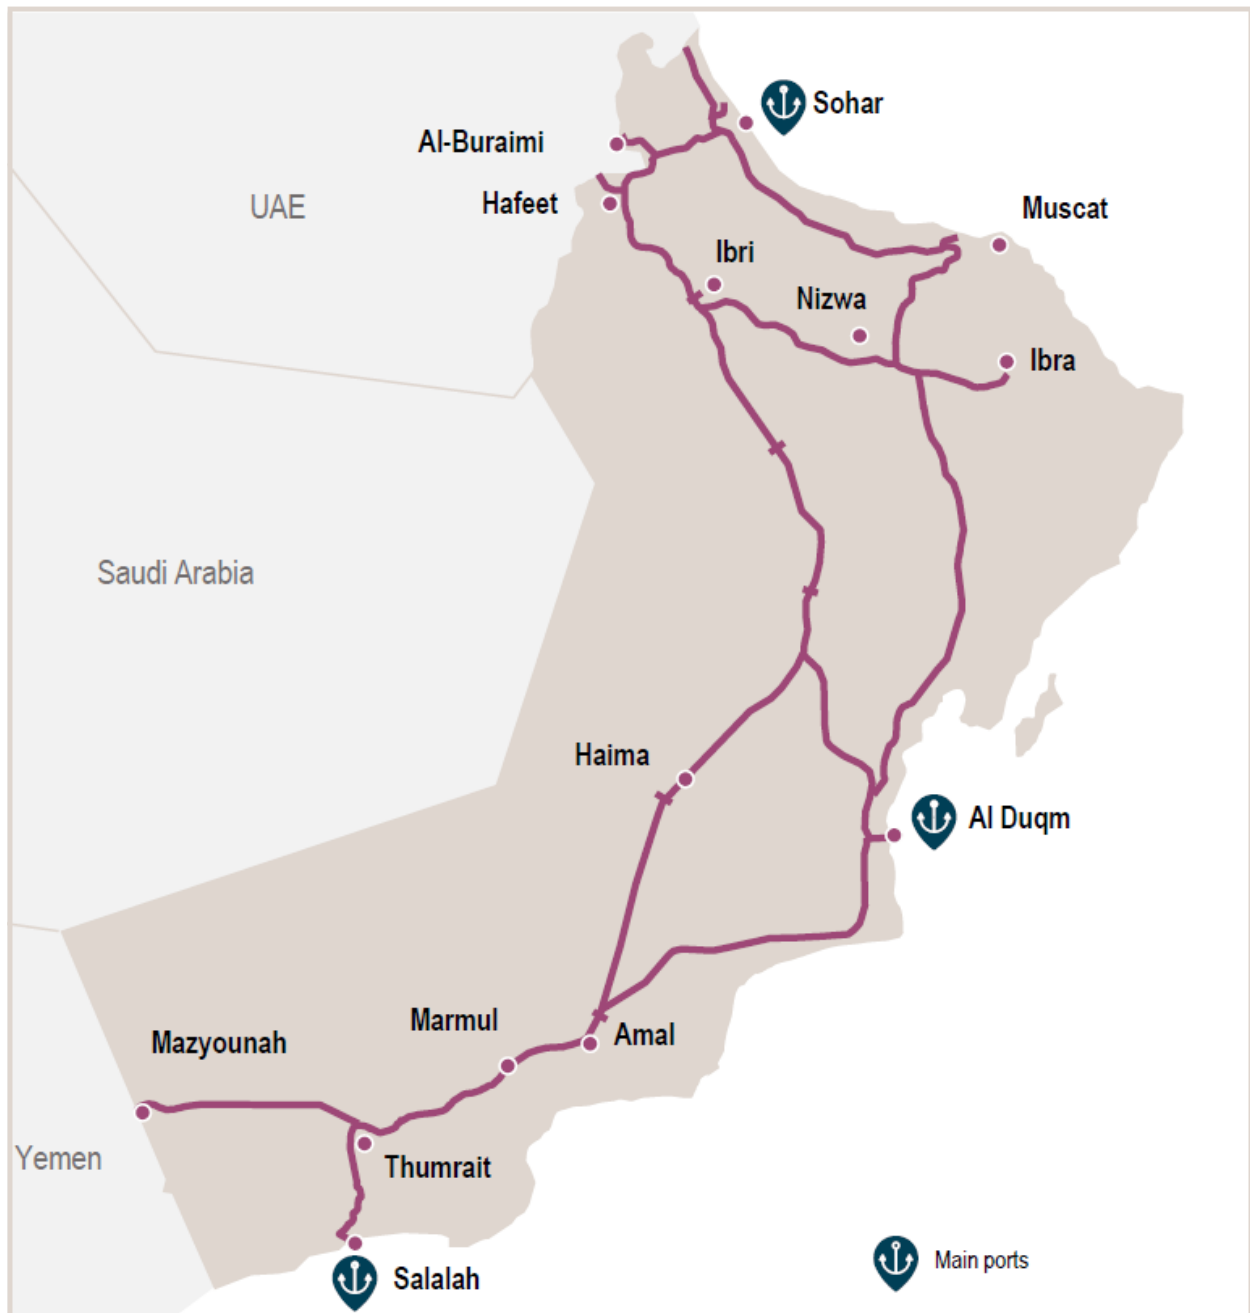 Sohar
Al-Buraimi
UAE
Hafeet
Muscat
Ibri
Nizwa
Ibra
Saudi Arabia
Haima
Al Duqm
Marmul
Amal
Mazyounah
Yemen
Thumrait
Salalah
Main ports